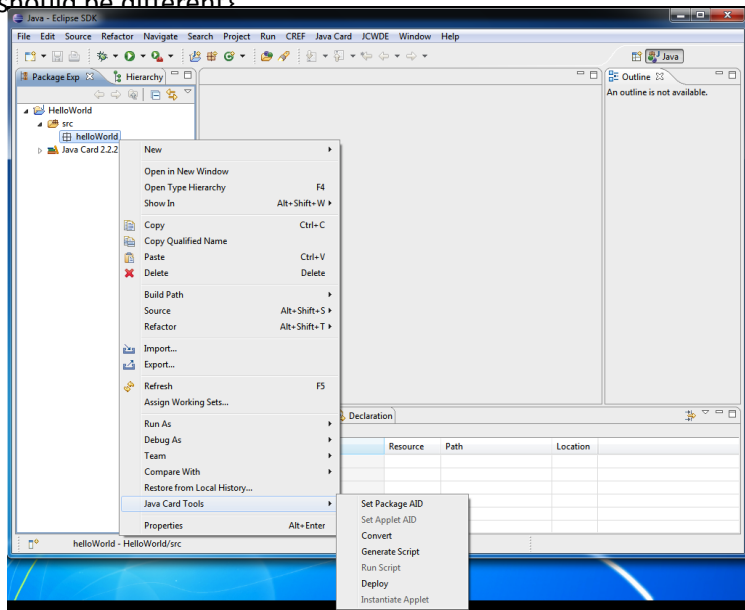 should be different>
Java - Eclipse SDK
File Edit Source Refactor Navigate Search Project Run CREF Java Card JCWDE Window Help
Java
Package Exp
Hierarchy
Outline
An outline is not available.
HelloWorld
src
helloWorld
Java Card 2.2.2
New
Open in New Window
Open Type Hierarchy F4
Show In Alt+Shift+W
Copy Ctrl+C
Copy Qualified Name
Paste Ctrl+V
Delete Delete
Build Path
Source Alt+Shift+S
Refactor Alt+Shift+T
Import...
Export...
Refresh F5
Assign Working Sets...
Run As
Debug As
Team
Compare With
Restore from Local History...
Java Card Tools
Properties Alt+Enter
Declaration
Resource Path Location
Set Package AID
Set Applet AID
Convert
Generate Script
Run Script
Deploy
Instantiate Applet
helloWorld - HelloWorld/src